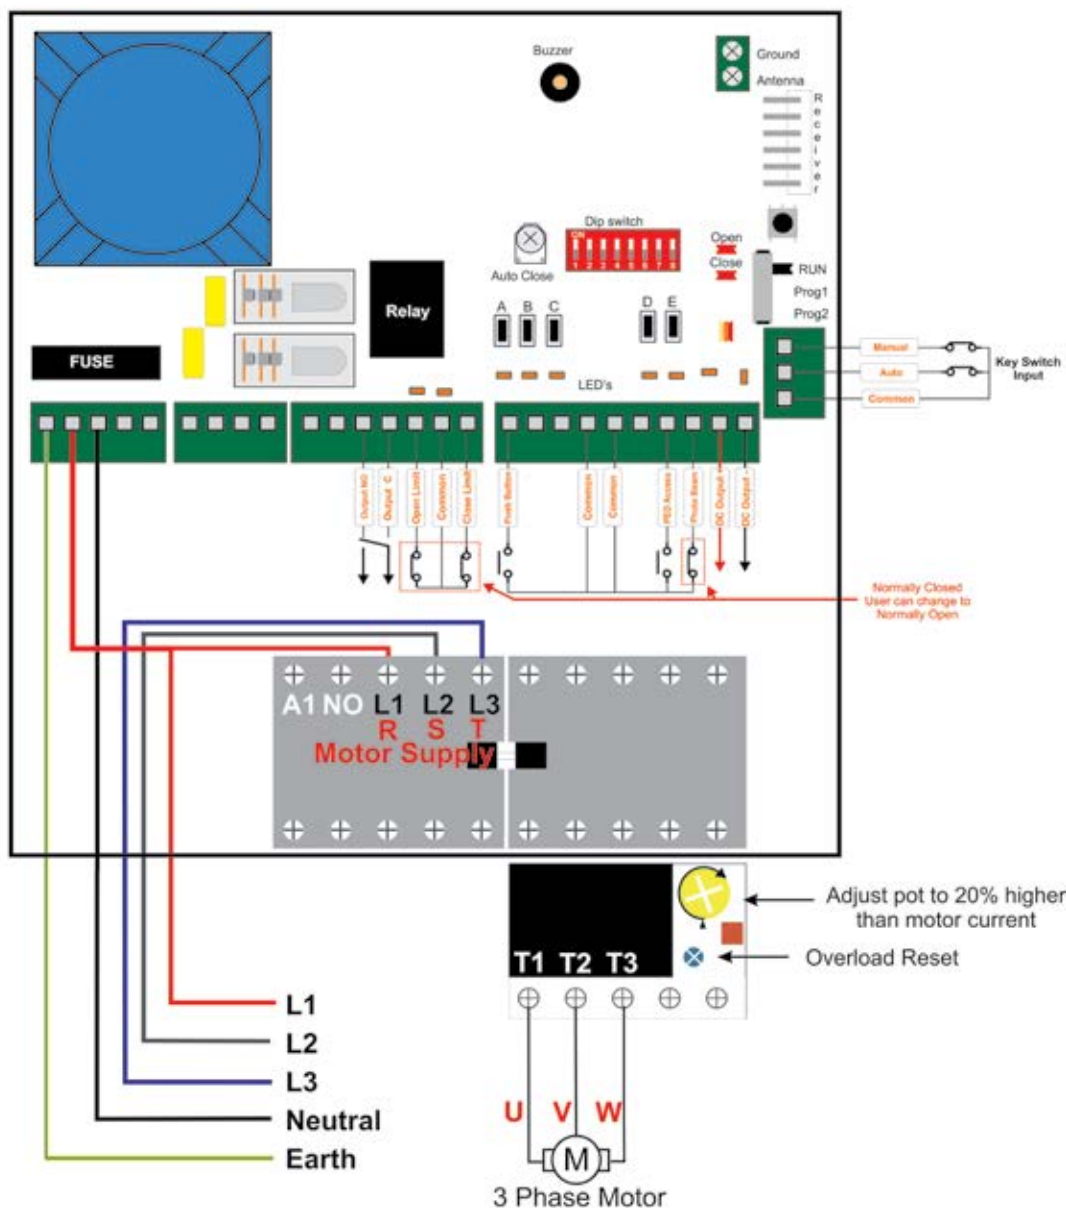 Buzzer
Ground
Antenna
Receiver
Dip switch
ON
1 2 3 4 5 6 7 8
Auto Close
Open
Close
RUN
Prog1
Prog2
A B C
D E
Relay
FUSE
LED's
Manual
Auto
Common
Key Switch
Input
Output NO
Output C
Open Limit
Common
Close Limit
Push Button
Common
Common
PED Access
Photo Beam
DC Output +
DC Output -
Normally Closed
User can change to
Normally Open
A1 NO L1 L2 L3
R S T
Motor Supply
Adjust pot to 20% higher
than motor current
Overload Reset
T1 T2 T3
L1
L2
L3
Neutral
Earth
U V W
M
3 Phase Motor